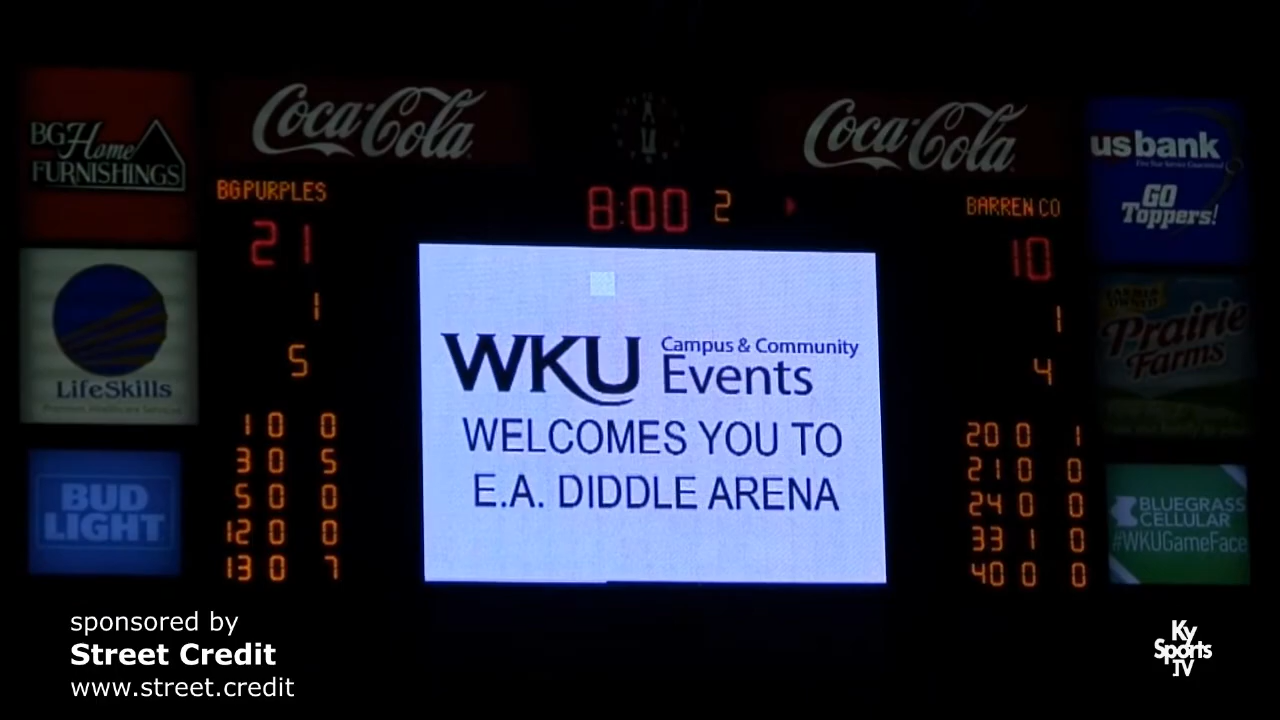 BG Home
FURNISHINGS
Coca-Cola
Coca-Cola
us bank
Five Star Service Guaranteed
GO
Toppers!
BG PURPLES
8:00 2
BARREN CO
21
10
1
1
5
4
LifeSkills
Prairie
Farms
WKU Campus & Community
Events
WELCOMES YOU TO
E.A. DIDDLE ARENA
1 0 0
3 0 5
5 0 0
12 0 0
13 0 7
20 0 1
21 0 0
24 0 0
33 1 0
40 0 0
BUD
LIGHT
BLUEGRASS
CELLULAR
#WKUGameFace
sponsored by
Street Credit
www.street.credit
Ky
Sports
TV